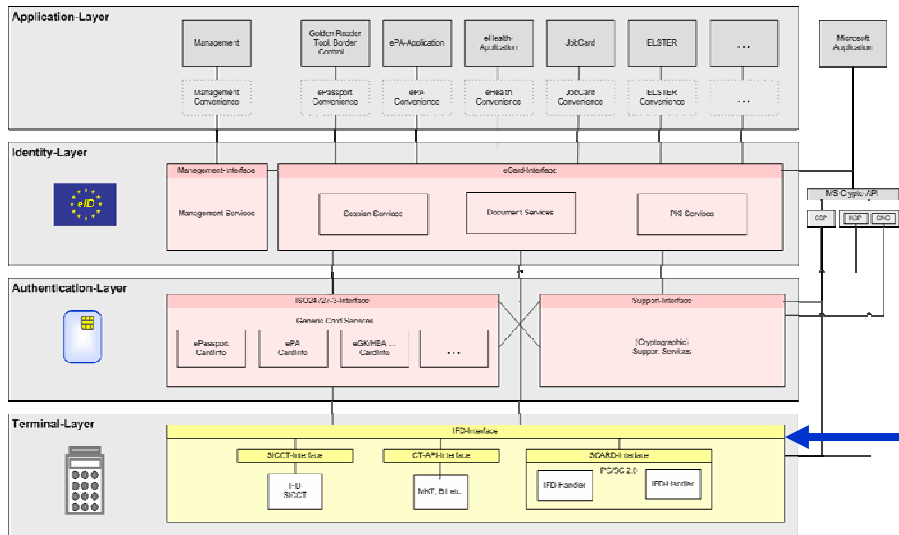 Application-Layer
Management
Golden Reader
Tool, Border
Control
ePA-Application
eHealth-
Application
JobCard
ELSTER
...
Microsoft
Application
Management
Convenience
ePassport
Convenience
ePA
Convenience
eHealth
Convenience
JobCard
Convenience
ELSTER
Convenience
...
Identity-Layer
eID
Management-Interface
eCard-Interface
Management Services
Session Services
Document Services
PKI Services
MS Crypto-API
CSP
KSP
CNG
Authentication-Layer
ISO24727-3-Interface
Support-Interface
Generic Card Services
ePassport
CardInfo
ePA
CardInfo
eGK/HBA ...
CardInfo
...
(Cryptographic)
Support Services
Terminal-Layer
IFD-Interface
SICCT-Interface
CT-API-Interface
SCARD-Interface
PC/SC 2.0
IFD
SICCT
MKT, B1 etc.
IFD-Handler
IFD-Handler